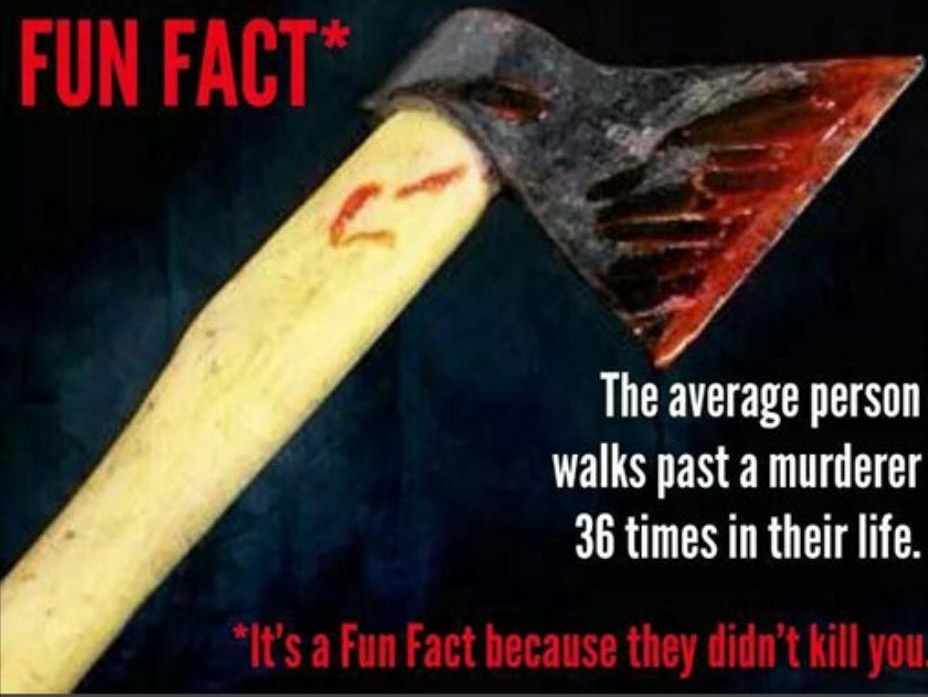 FUN FACT*
The average person
walks past a murderer
36 times in their life.
*It's a Fun Fact because they didn't kill you.